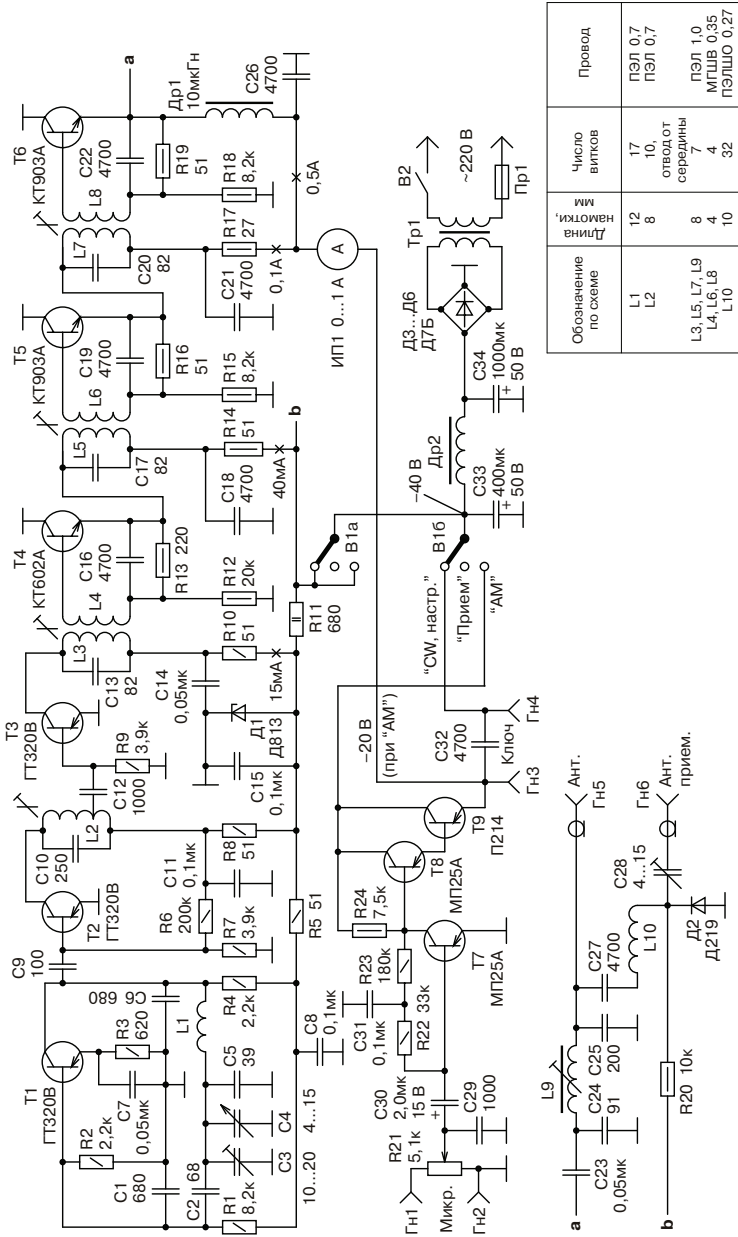 T1
ГТ320В
R2
2,2к
C1
680
C7
0,05мк
R3
620
C6 680
C2 68
R1
8,2к
C3
10...20
C4
4...15
C5
39
L1
R4
2,2к
C8
0,1мк
C9
100
T2
ГТ320В
C10
250
L2
R6
200к
R7
3,9к
C11
0,1мк
R8
51
R5 51
C12
1000
R9
3,9к
T3
ГТ320В
L3
C13
82
C14
0,05мк
Д1
Д813
C15
0,1мк
R10
51
15мА
L4
T4
КТ602А
C16
4700
R13 220
R12
20к
R11
680
L5
C17
82
C18
4700
R14
51
40мА
b
L6
T5
КТ903А
C19
4700
R16
51
R15
8,2к
L7
C20
82
C21
4700
R17
27
0,1А
L8
T6
КТ903А
C22
4700
R19
51
R18
8,2к
0,5А
a
Др1
10мкГн
C26
4700
ИП1 0...1 А
А
Гн1
Микр.
Гн2
R21
5,1к
C29
1000
C30
2,0мк
15 В
+
C31
0,1мк
R22
33к
R23
180к
R24
7,5к
T7
МП25А
T8
МП25А
T9
П214
–20 В
(при “АМ”)
C32
4700
Ключ
Гн3
Гн4
“CW, настр.”
“Прием”
“АМ”
В1а
В1б
–40 В
C33
400мк
50 В
+
Др2
C34
1000мк
50 В
+
Д3...Д6
Д7Б
Тр1
В2
~220 В
Пр1
a
C23
0,05мк
L9
C24
91
C25
200
C27
4700
L10
C28
4...15
Д2
Д219
R20 10к
b
Ант.
Гн5
Гн6
Ант.
прием.
Обозначение по схеме Длина намотки, мм Число витков Провод
L1 12 17 ПЭЛ 0,7
L2 8 10, отвод от середины ПЭЛ 0,7
L3, L5, L7, L9 8 7 ПЭЛ 1,0
L4, L6, L8 4 4 МГШВ 0,35
L10 10 32 ПЭЛШО 0,27